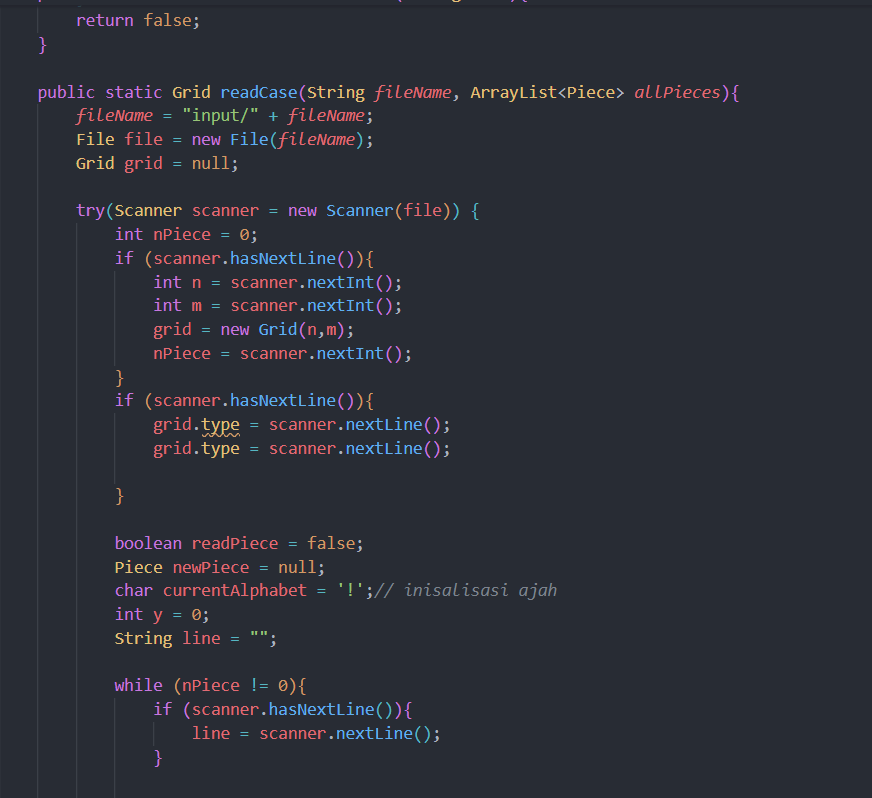 return false;
}
public static Grid readCase(String fileName, ArrayList<Piece> allPieces){
fileName = "input/" + fileName;
File file = new File(fileName);
Grid grid = null;
try(Scanner scanner = new Scanner(file)) {
int nPiece = 0;
if (scanner.hasNextLine()){
int n = scanner.nextInt();
int m = scanner.nextInt();
grid = new Grid(n,m);
nPiece = scanner.nextInt();
}
if (scanner.hasNextLine()){
grid.type = scanner.nextLine();
grid.type = scanner.nextLine();
}
boolean readPiece = false;
Piece newPiece = null;
char currentAlphabet = '!';// inisalisasi ajah
int y = 0;
String line = "";
while (nPiece != 0){
if (scanner.hasNextLine()){
line = scanner.nextLine();
}